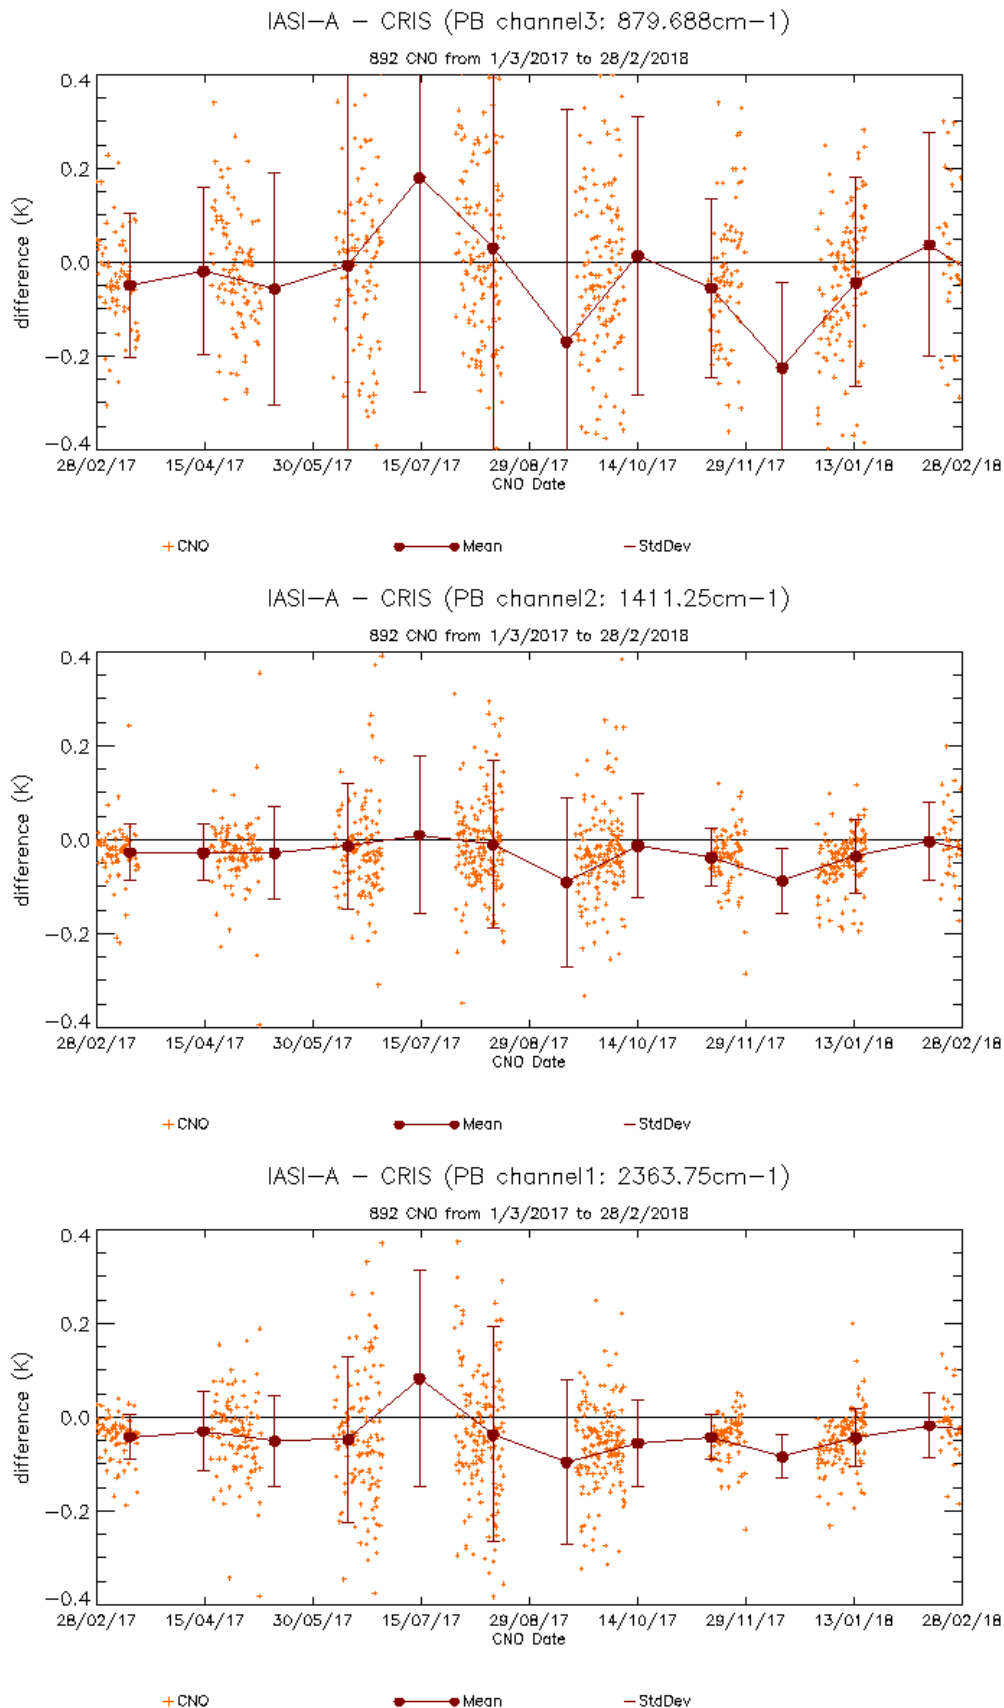 IASI-A - CRIS (PB channel3: 879.688cm-1)
892 CNO from 1/3/2017 to 28/2/2018
0.4
0.2
0.0
-0.2
-0.4
difference (K)
28/02/17 15/04/17 30/05/17 15/07/17 29/08/17 14/10/17 29/11/17 13/01/18 28/02/18
CNO Date
CNO Mean StdDev
IASI-A - CRIS (PB channel2: 1411.25cm-1)
892 CNO from 1/3/2017 to 28/2/2018
0.4
0.2
0.0
-0.2
-0.4
difference (K)
28/02/17 15/04/17 30/05/17 15/07/17 29/08/17 14/10/17 29/11/17 13/01/18 28/02/18
CNO Date
CNO Mean StdDev
IASI-A - CRIS (PB channel1: 2363.75cm-1)
892 CNO from 1/3/2017 to 28/2/2018
0.4
0.2
0.0
-0.2
-0.4
difference (K)
28/02/17 15/04/17 30/05/17 15/07/17 29/08/17 14/10/17 29/11/17 13/01/18 28/02/18
CNO Date
CNO Mean StdDev